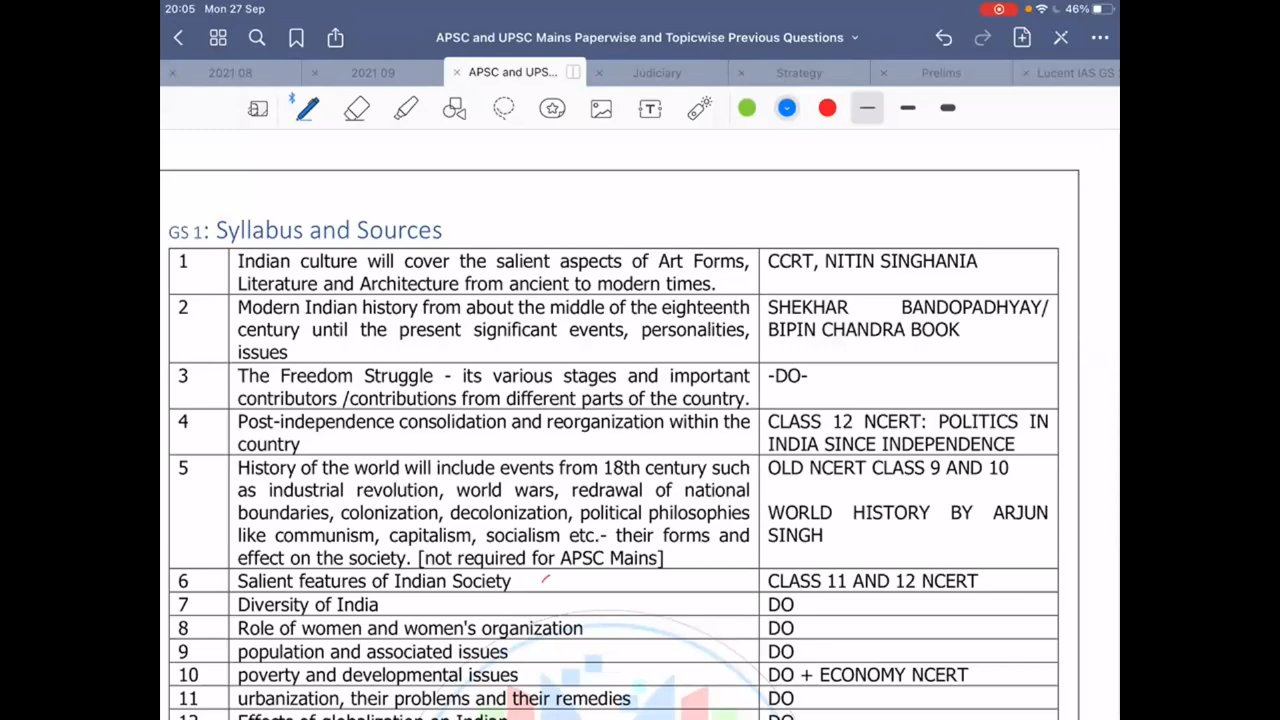 20:05 Mon 27 Sep
46%
APSC and UPSC Mains Paperwise and Topicwise Previous Questions
2021 08
2021 09
APSC and UPS...
Judiciary
Strategy
Prelims
Lucent IAS GS
GS 1: Syllabus and Sources
1 Indian culture will cover the salient aspects of Art Forms, CCRT, NITIN SINGHANIA
Literature and Architecture from ancient to modern times.
2 Modern Indian history from about the middle of the eighteenth SHEKHAR BANDOPADHYAY/
century until the present significant events, personalities, BIPIN CHANDRA BOOK
issues
3 The Freedom Struggle - its various stages and important -DO-
contributors /contributions from different parts of the country.
4 Post-independence consolidation and reorganization within the CLASS 12 NCERT: POLITICS IN
country INDIA SINCE INDEPENDENCE
5 History of the world will include events from 18th century such OLD NCERT CLASS 9 AND 10
as industrial revolution, world wars, redrawal of national
boundaries, colonization, decolonization, political philosophies WORLD HISTORY BY ARJUN
like communism, capitalism, socialism etc.- their forms and SINGH
effect on the society. [not required for APSC Mains]
6 Salient features of Indian Society CLASS 11 AND 12 NCERT
7 Diversity of India DO
8 Role of women and women's organization DO
9 population and associated issues DO
10 poverty and developmental issues DO + ECONOMY NCERT
11 urbanization, their problems and their remedies DO
12 Effects of globalization on Indian DO